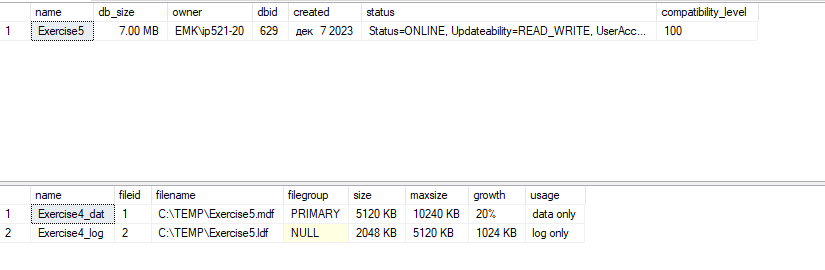 name db_size owner dbid created status compatibility_level
1 Exercise5 7.00 MB EMK\ip521-20 629 дек 7 2023 Status=ONLINE, Updateability=READ_WRITE, UserAcc... 100
name fileid filename filegroup size maxsize growth usage
1 Exercise4_dat 1 C:\TEMP\Exercise5.mdf PRIMARY 5120 KB 10240 KB 20% data only
2 Exercise4_log 2 C:\TEMP\Exercise5.ldf NULL 2048 KB 5120 KB 1024 KB log only